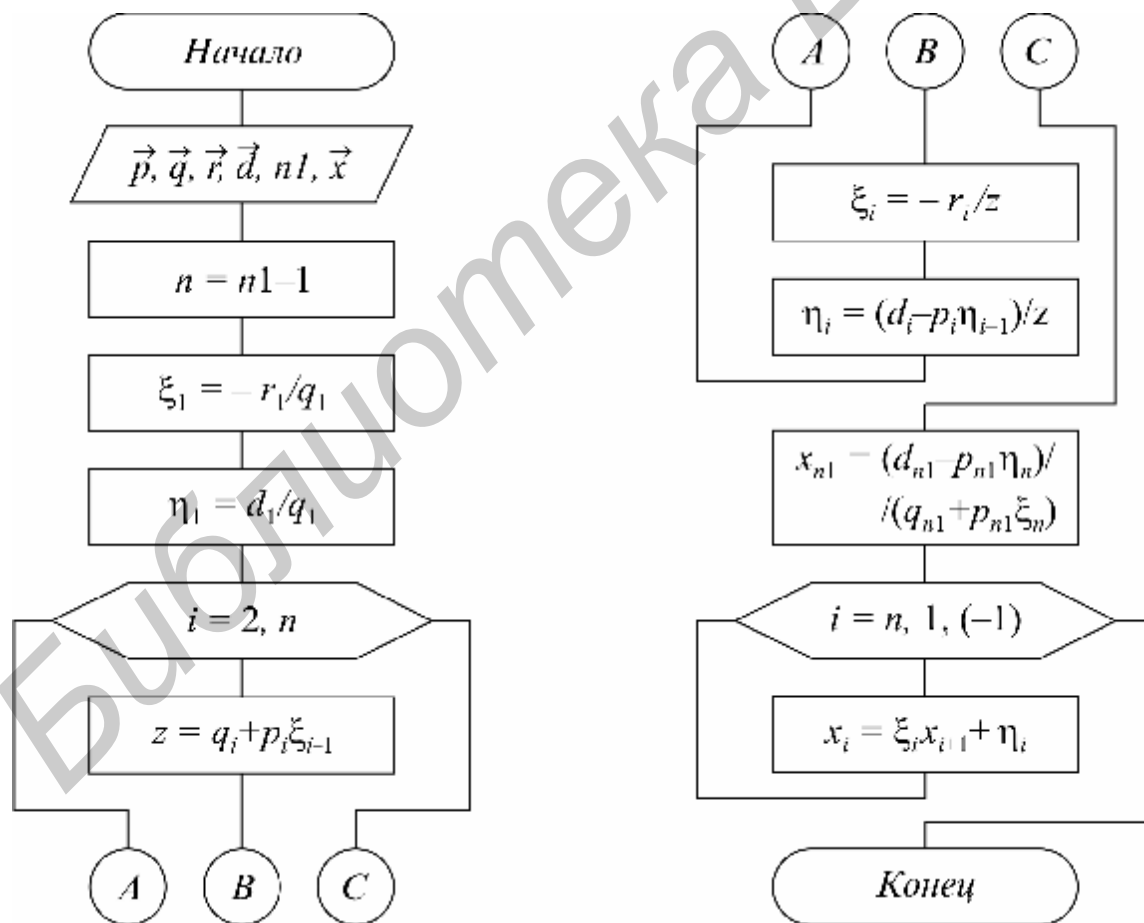 Начало
p⃗, q⃗, r⃗, d⃗, n1, x⃗
n = n1–1
ξ₁ = – r₁/q₁
η₁ = d₁/q₁
i = 2, n
z = qᵢ+pᵢξᵢ₋₁
A B C
A B C
ξᵢ = – rᵢ/z
ηᵢ = (dᵢ–pᵢηᵢ₋₁)/z
xₙ₁ = (dₙ₁–pₙ₁ηₙ)/
/(qₙ₁+pₙ₁ξₙ)
i = n, 1, (–1)
xᵢ = ξᵢxᵢ₊₁+ ηᵢ
Конец
Библиотека